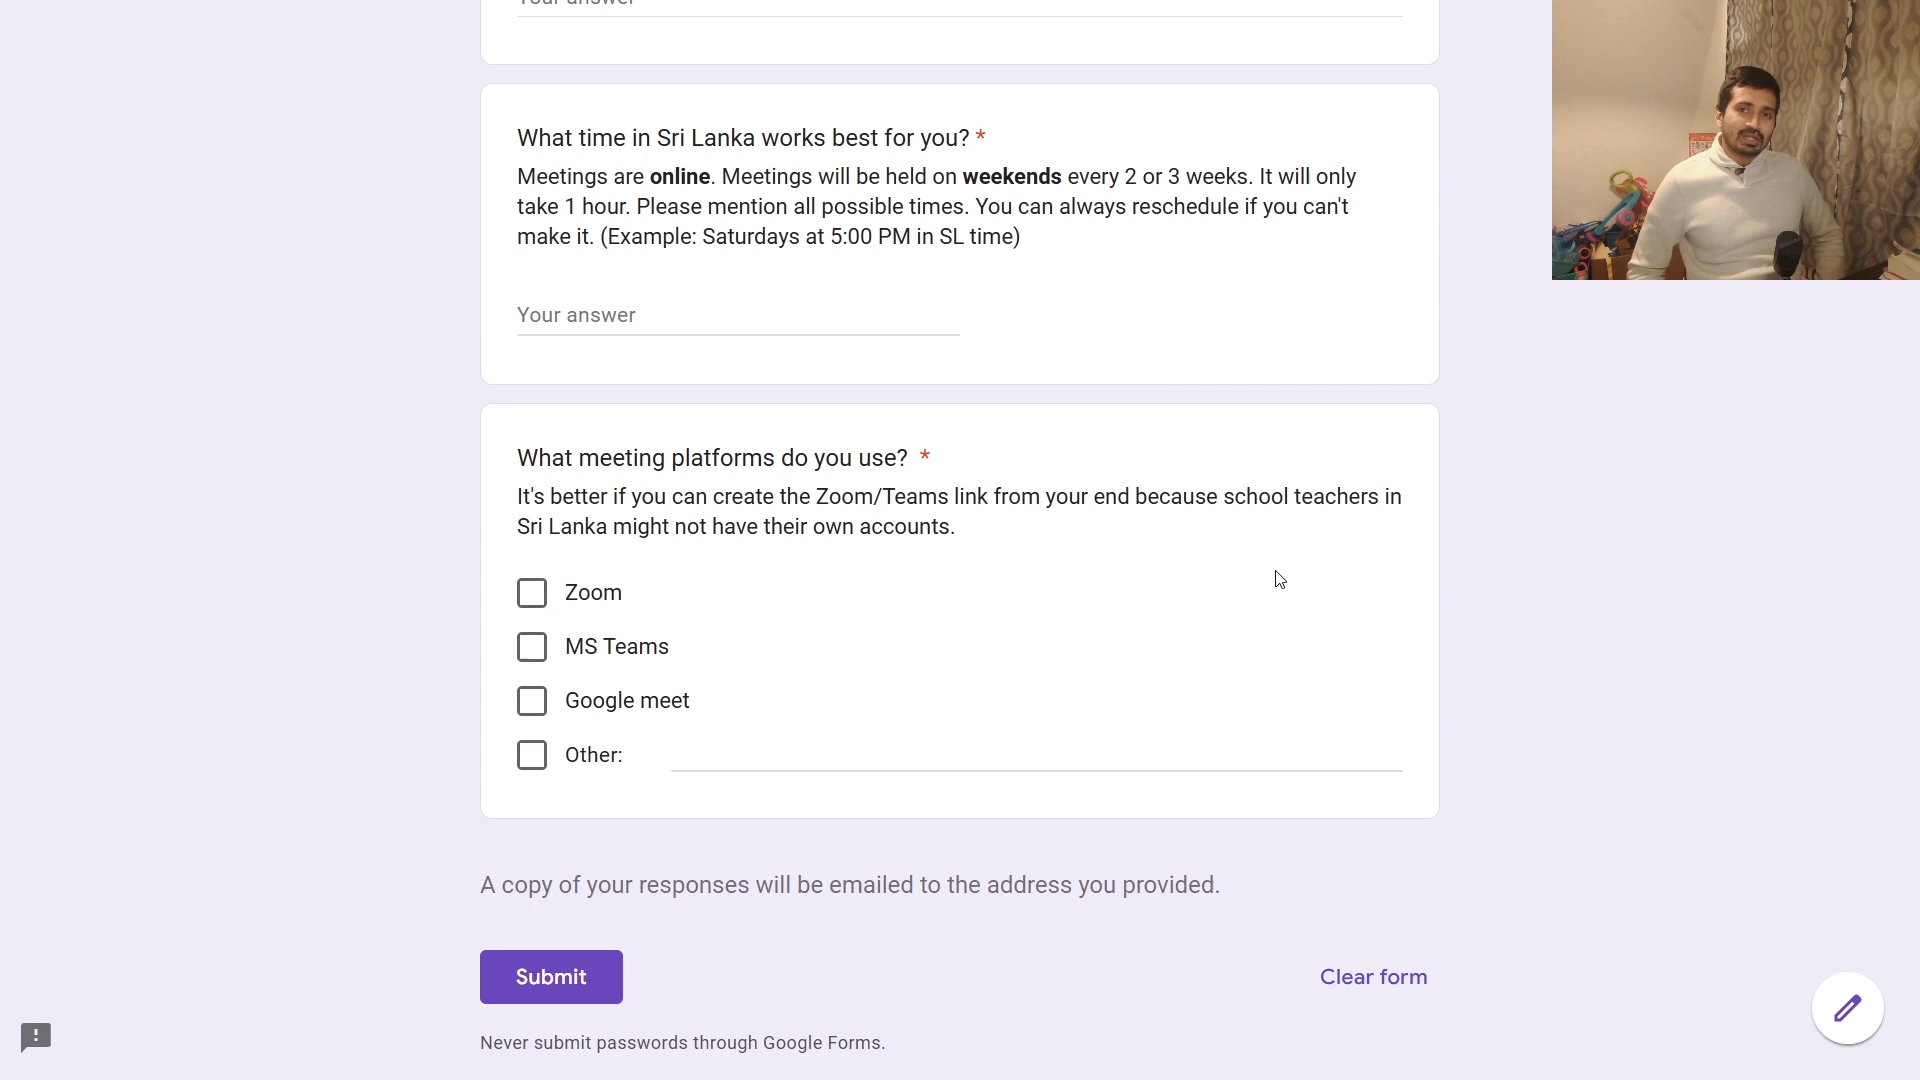 Your answer
What time in Sri Lanka works best for you? *
Meetings are online. Meetings will be held on weekends every 2 or 3 weeks. It will only
take 1 hour. Please mention all possible times. You can always reschedule if you can't
make it. (Example: Saturdays at 5:00 PM in SL time)
Your answer
What meeting platforms do you use? *
It's better if you can create the Zoom/Teams link from your end because school teachers in
Sri Lanka might not have their own accounts.
Zoom
MS Teams
Google meet
Other:
A copy of your responses will be emailed to the address you provided.
Submit
Clear form
Never submit passwords through Google Forms.